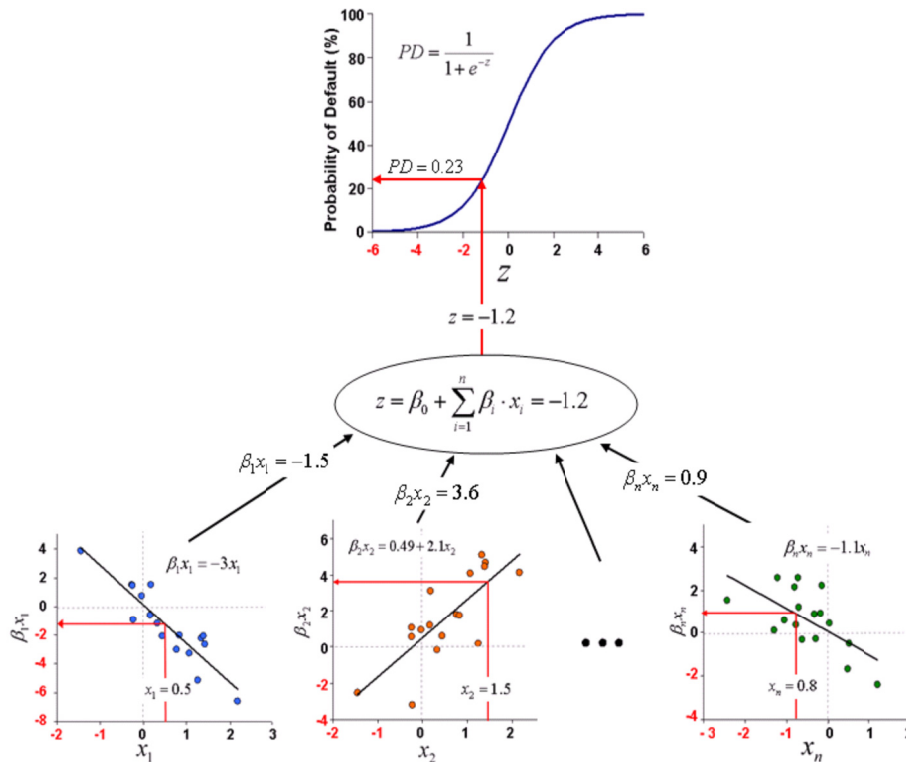 Probability of Default (%)
100
80
60
40
20
0
PD = 1 / (1 + e^{-z})
PD = 0.23
-6 -4 -2 0 2 4 6
z
z = −1.2
z = β₀ + ∑ᵢ₌₁ⁿ βᵢ · xᵢ = −1.2
β₁x₁ = −1.5
β₂x₂ = 3.6
βₙxₙ = 0.9
β₁x₁
4
2
0
-2
-4
-6
-8
β₁x₁ = −3x₁
x₁ = 0.5
-2 -1 0 1 2 3
x₁
β₂x₂
6
4
2
0
-2
-4
β₂x₂ = 0.49 + 2.1x₂
x₂ = 1.5
-2 -1 0 1 2
x₂
βₙxₙ
4
2
0
-2
-4
βₙxₙ = −1.1xₙ
xₙ = 0.8
-3 -2 -1 0 1 2
xₙ